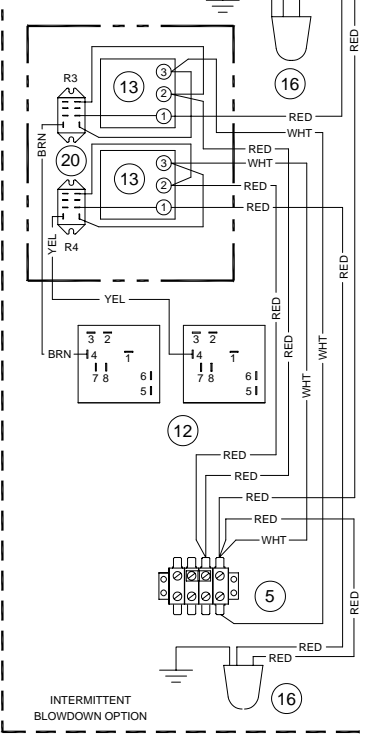 RED
16
R3
13
3
2
1
RED
WHT
BRN
20
RED
13
3
WHT
2
RED
1
RED
YEL
R4
RED
YEL
RED
RED
WHT
WHT
3 2
3 2
BRN
4
1
4
1
7 8
6
7 8
6
5
5
12
RED
RED
RED
RED
WHT
5
RED
RED
RED
16
INTERMITTENT
BLOWDOWN OPTION